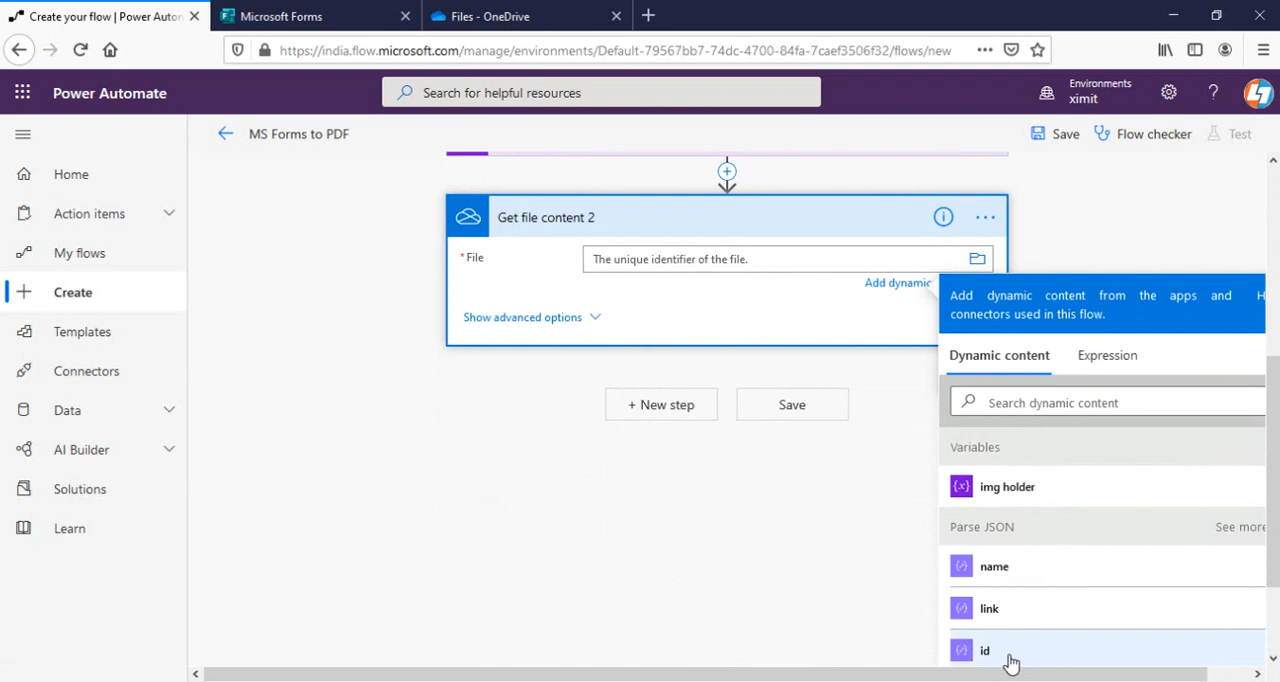 Create your flow | Power Auton
Microsoft Forms
Files - OneDrive
https://india.flow.microsoft.com/manage/environments/Default-79567bb7-74dc-4700-84fa-7caef3506f32/flows/new
Power Automate
Search for helpful resources
Environments
ximit
MS Forms to PDF
Save
Flow checker
Test
Home
Action items
My flows
Create
Templates
Connectors
Data
AI Builder
Solutions
Learn
Get file content 2
* File
The unique identifier of the file.
Add dynamic
Show advanced options
+ New step
Save
Add dynamic content from the apps and H
connectors used in this flow.
Dynamic content
Expression
Search dynamic content
Variables
{x} img holder
Parse JSON
See more
name
link
id